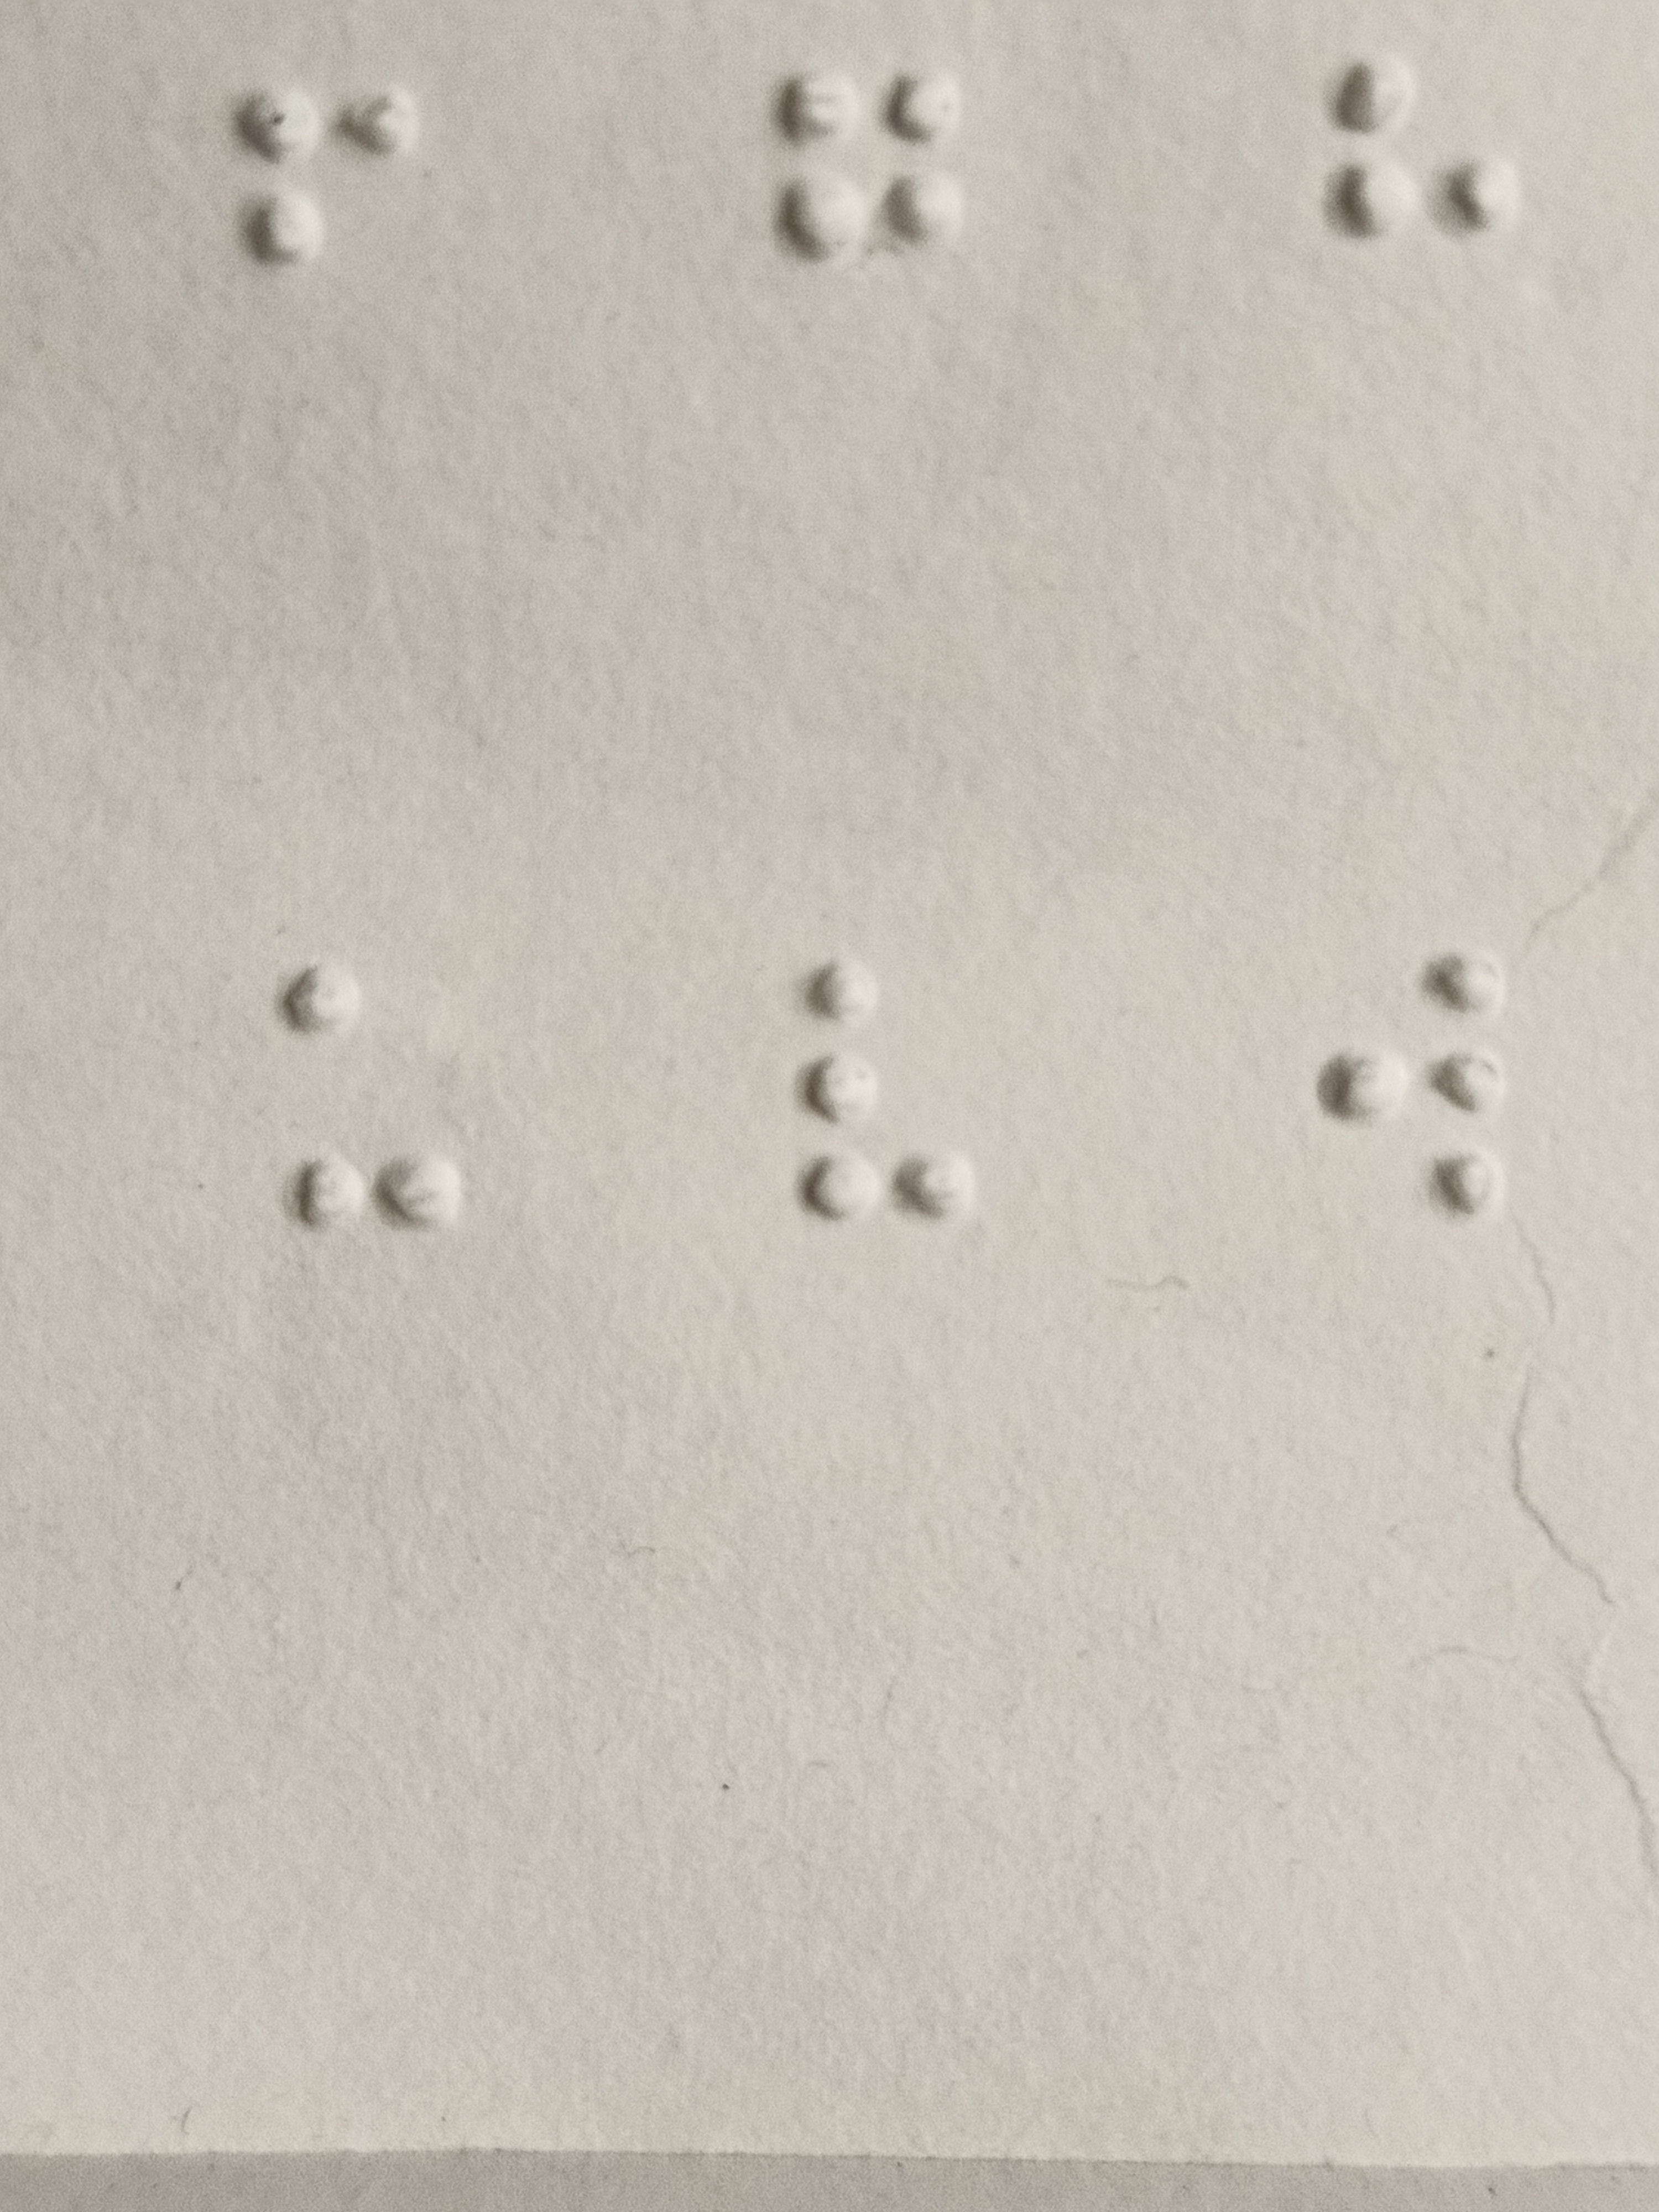 ⠋ ⠛ ⠓
⠥ ⠧ ⠺